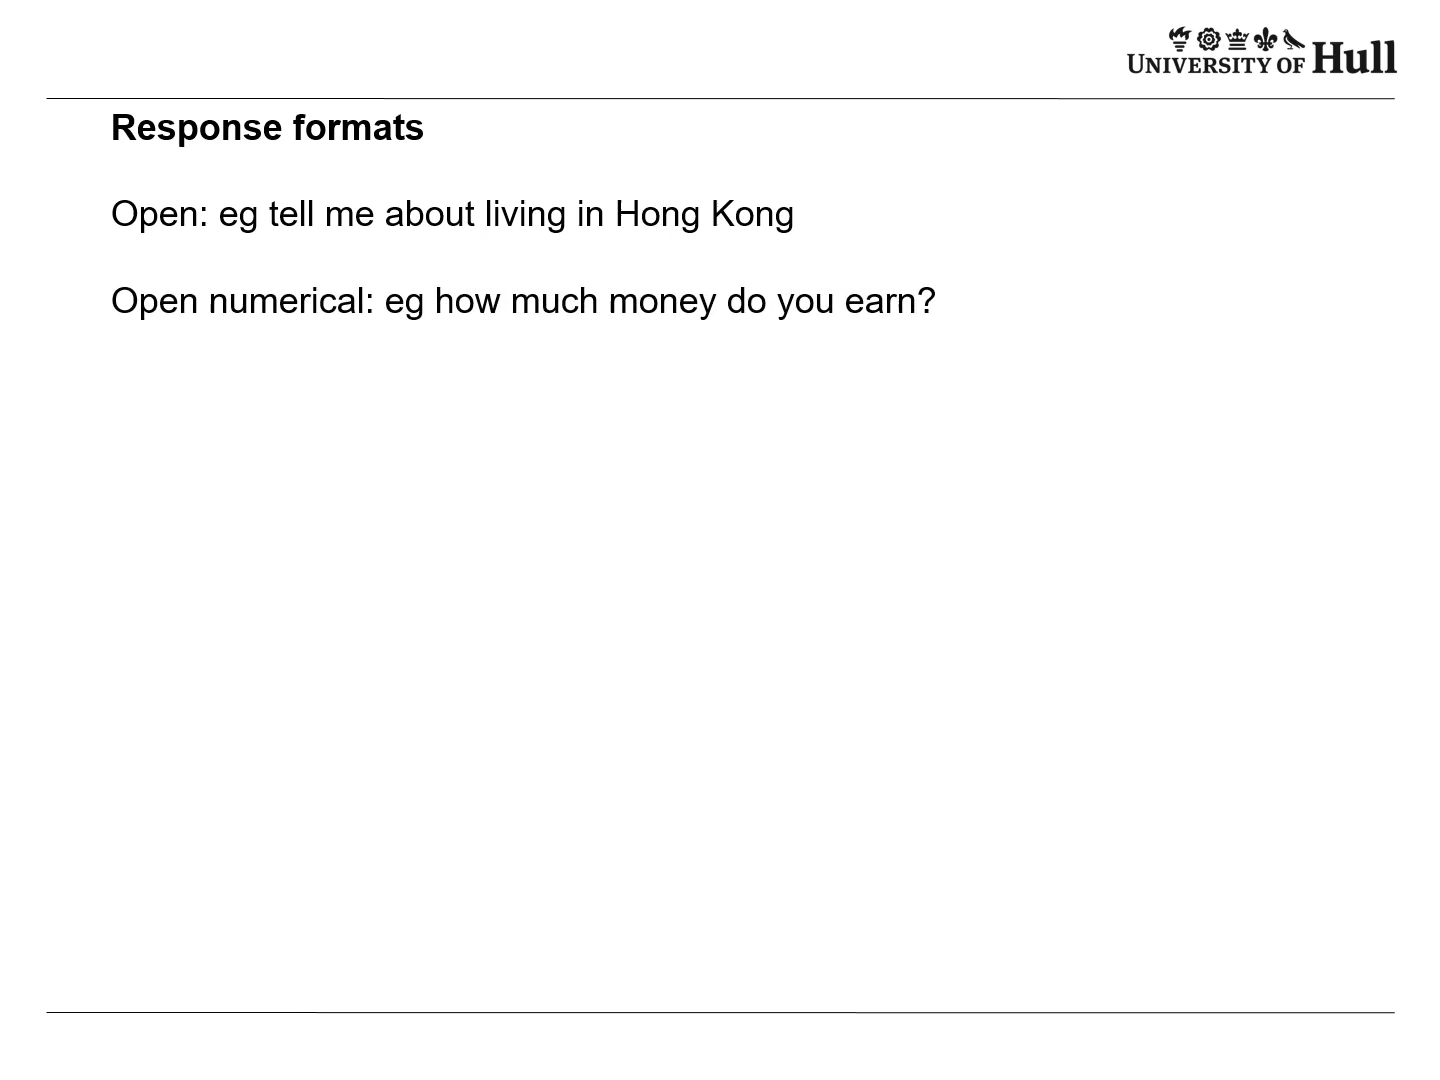 UNIVERSITY OF Hull
Response formats
Open: eg tell me about living in Hong Kong
Open numerical: eg how much money do you earn?